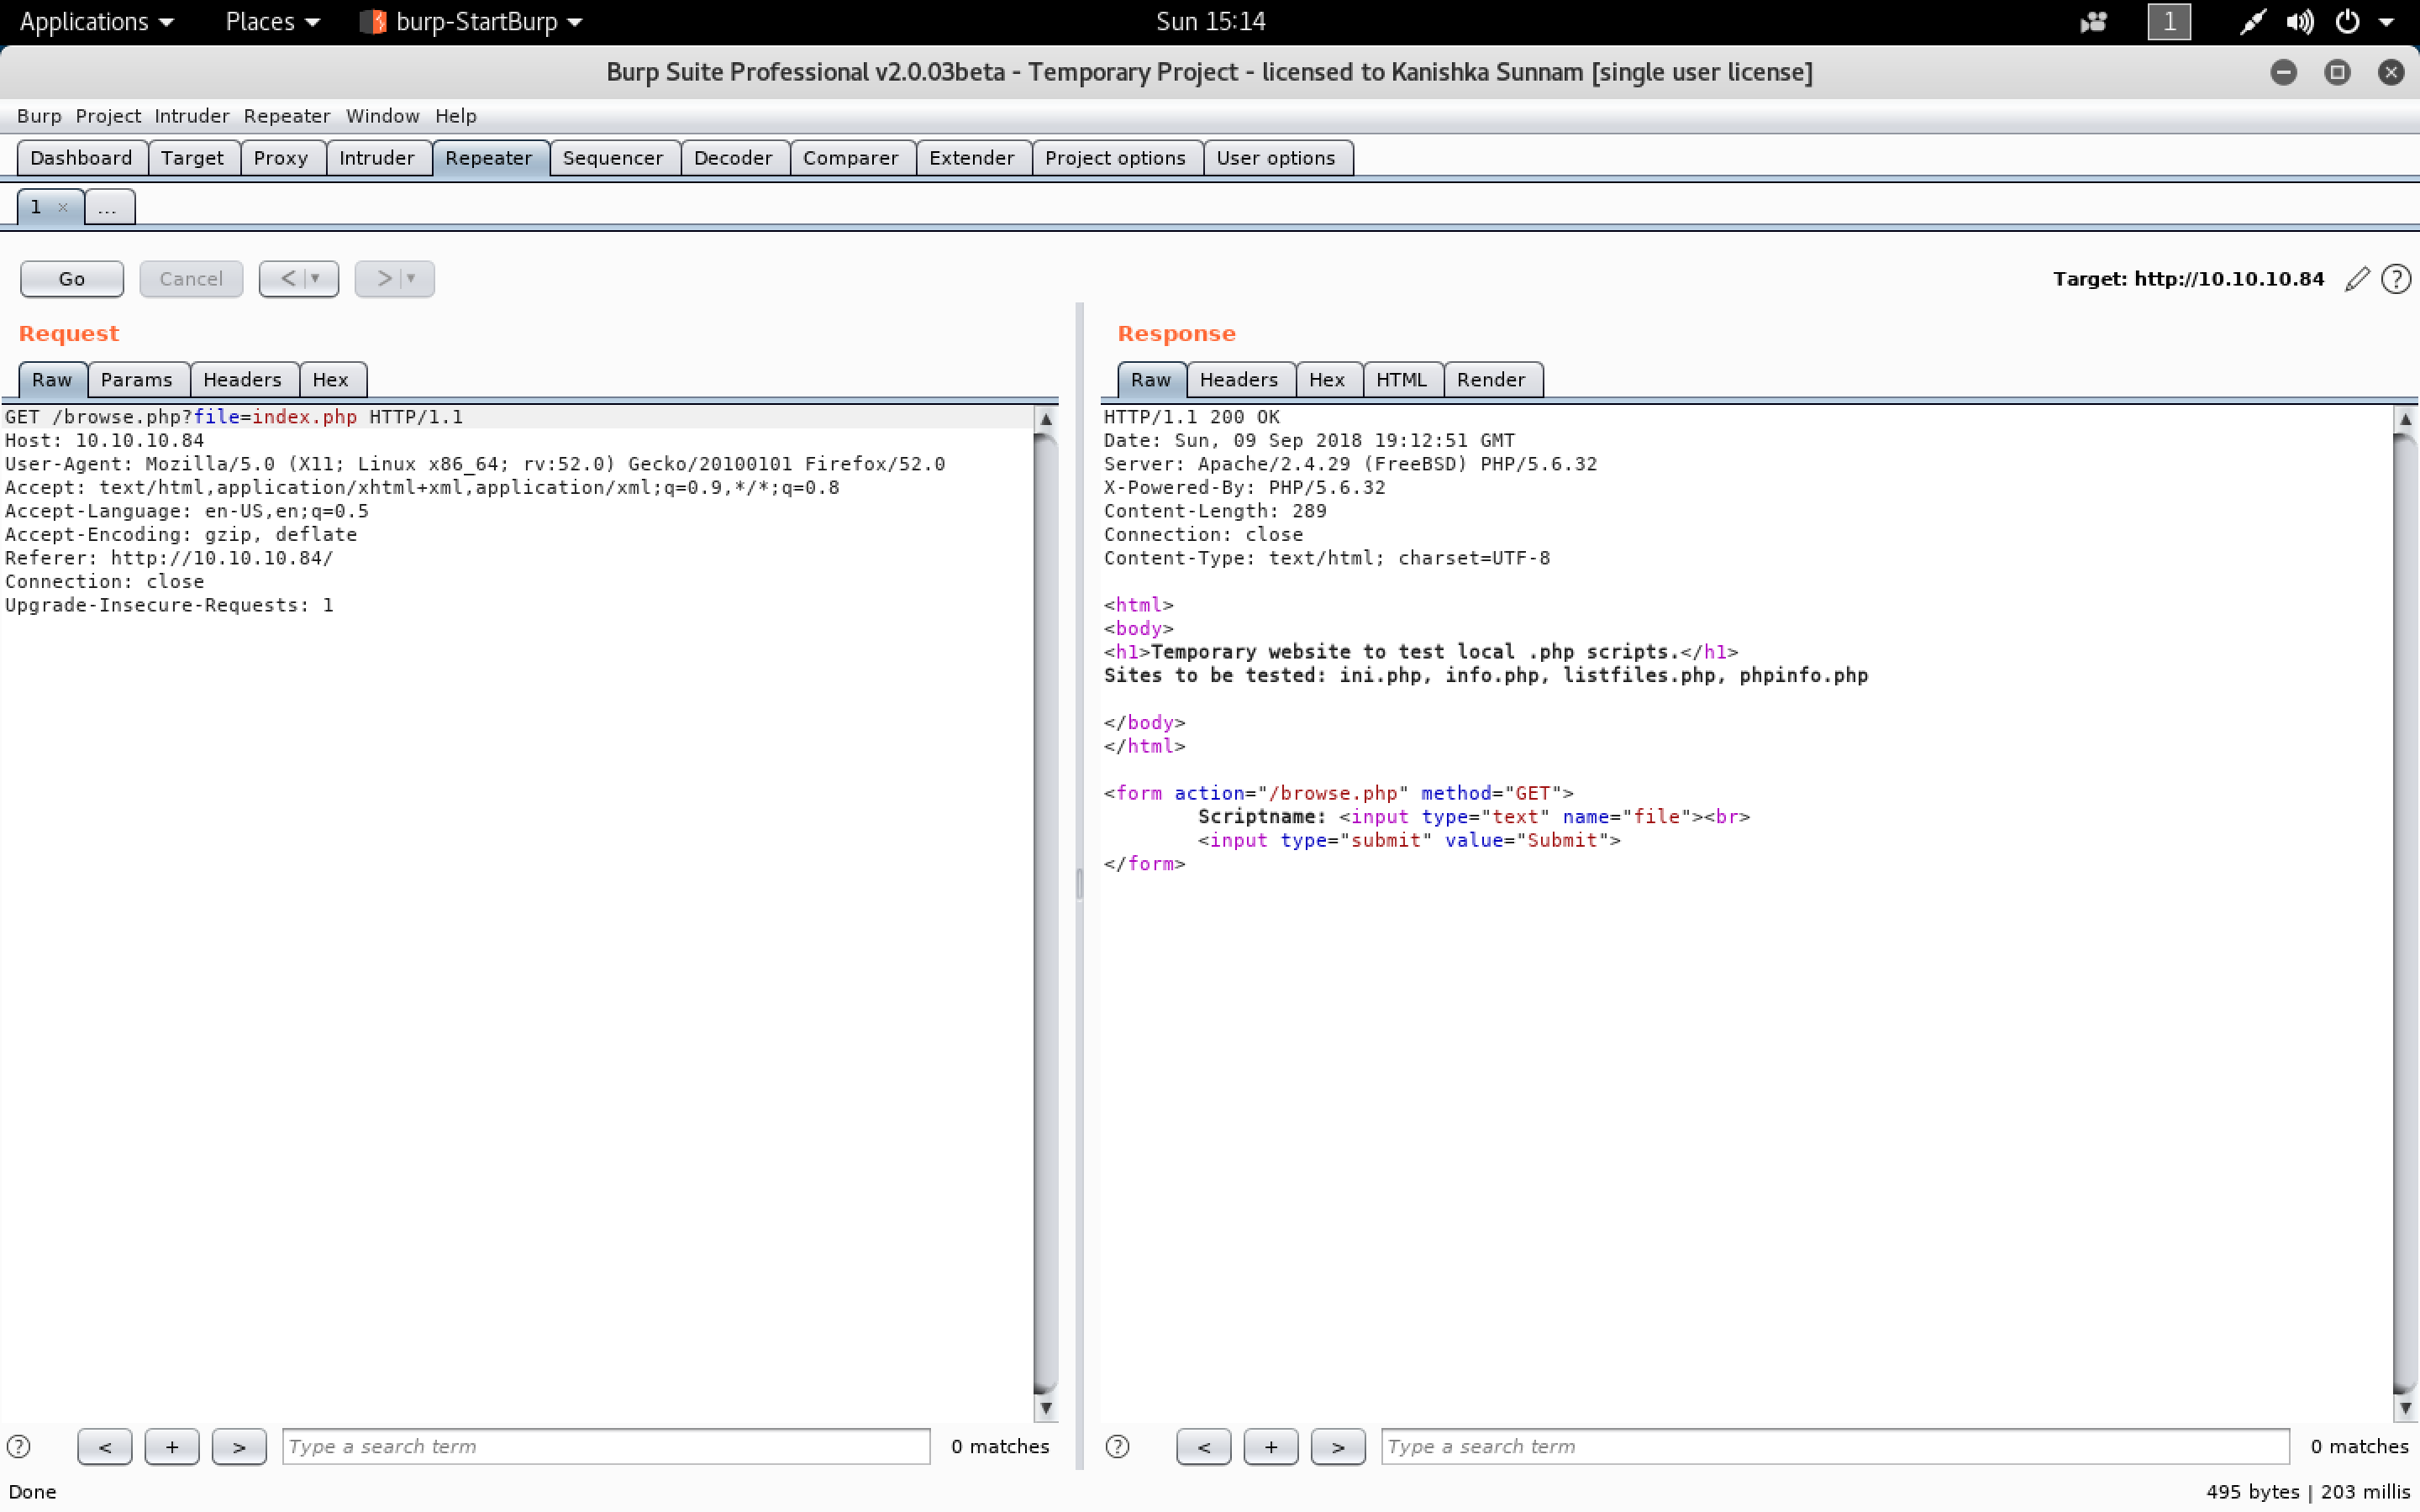 Applications Places burp-StartBurp Sun 15:14 1
Burp Suite Professional v2.0.03beta - Temporary Project - licensed to Kanishka Sunnam [single user license]
Burp Project Intruder Repeater Window Help
Dashboard Target Proxy Intruder Repeater Sequencer Decoder Comparer Extender Project options User options
1 × ...
Go Cancel < > Target: http://10.10.10.84 ?
Request
Raw Params Headers Hex
GET /browse.php?file=index.php HTTP/1.1
Host: 10.10.10.84
User-Agent: Mozilla/5.0 (X11; Linux x86_64; rv:52.0) Gecko/20100101 Firefox/52.0
Accept: text/html,application/xhtml+xml,application/xml;q=0.9,*/*;q=0.8
Accept-Language: en-US,en;q=0.5
Accept-Encoding: gzip, deflate
Referer: http://10.10.10.84/
Connection: close
Upgrade-Insecure-Requests: 1
? < + > Type a search term 0 matches
Response
Raw Headers Hex HTML Render
HTTP/1.1 200 OK
Date: Sun, 09 Sep 2018 19:12:51 GMT
Server: Apache/2.4.29 (FreeBSD) PHP/5.6.32
X-Powered-By: PHP/5.6.32
Content-Length: 289
Connection: close
Content-Type: text/html; charset=UTF-8
<html>
<body>
<h1>Temporary website to test local .php scripts.</h1>
Sites to be tested: ini.php, info.php, listfiles.php, phpinfo.php
</body>
</html>
<form action="/browse.php" method="GET">
Scriptname: <input type="text" name="file"><br>
<input type="submit" value="Submit">
</form>
? < + > Type a search term 0 matches
Done 495 bytes | 203 millis